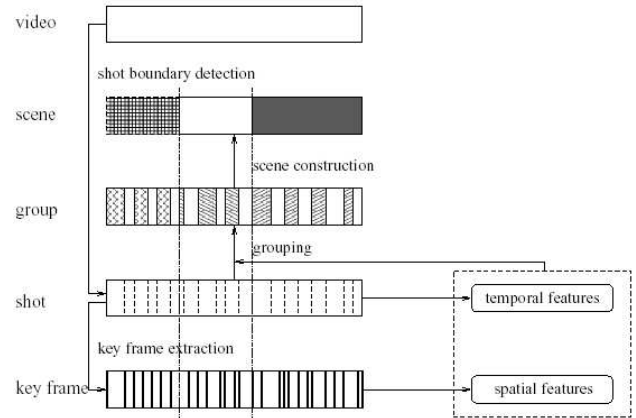 video
shot boundary detection
scene
scene construction
group
grouping
shot
temporal features
key frame extraction
key frame
spatial features